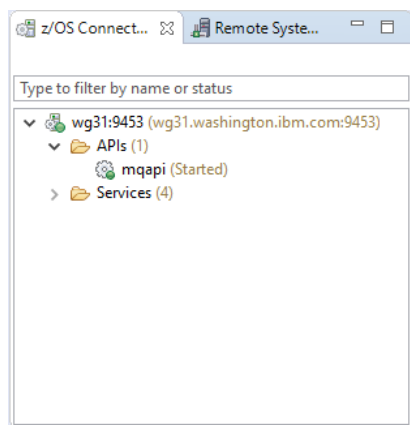 z/OS Connect... Remote Syste...
Type to filter by name or status
wg31:9453 (wg31.washington.ibm.com:9453)
APIs (1)
mqapi (Started)
Services (4)